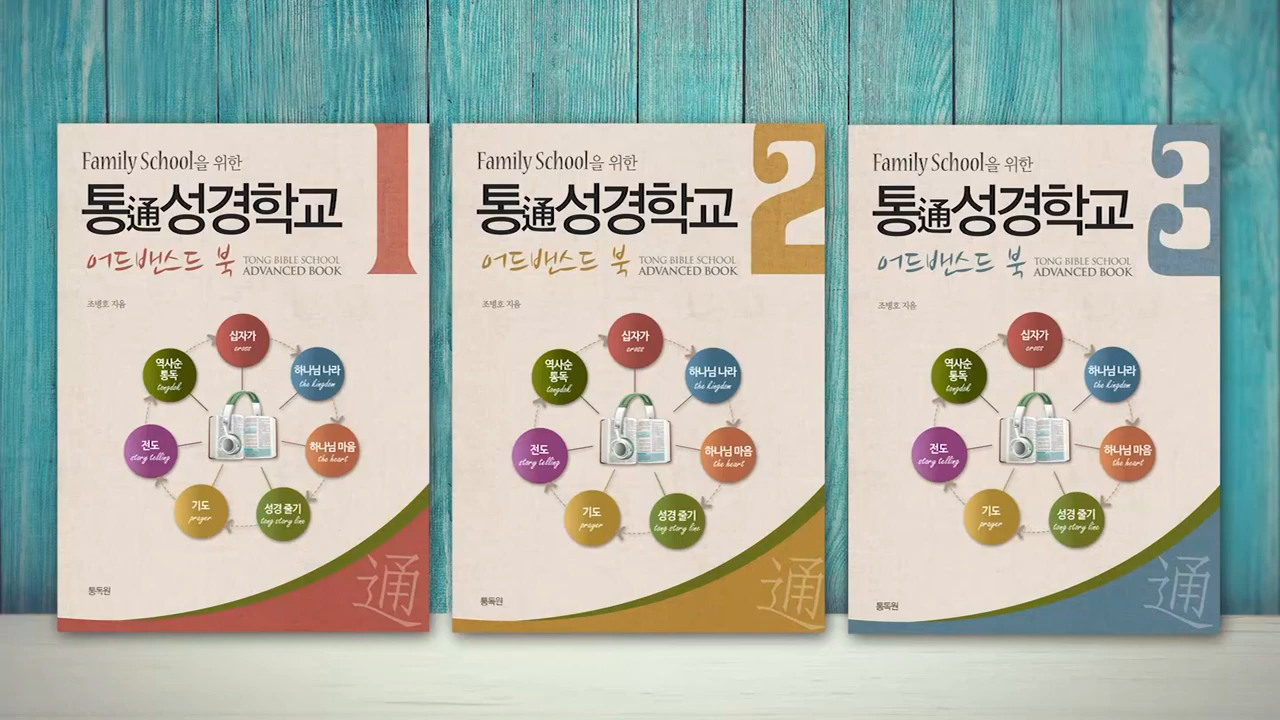 Family School을 위한
통通성경학교
어드밴스드 북
TONG BIBLE SCHOOL
ADVANCED BOOK
1
조병호 지음
십자가
cross
하나님 나라
the kingdom
하나님 마음
the heart
성경 줄기
tong story line
기도
prayer
전도
story telling
역사순
통독
tongdok
통독원
通
Family School을 위한
통通성경학교
어드밴스드 북
TONG BIBLE SCHOOL
ADVANCED BOOK
2
조병호 지음
십자가
cross
하나님 나라
the kingdom
하나님 마음
the heart
성경 줄기
tong story line
기도
prayer
전도
story telling
역사순
통독
tongdok
통독원
通
Family School을 위한
통通성경학교
어드밴스드 북
TONG BIBLE SCHOOL
ADVANCED BOOK
3
조병호 지음
십자가
cross
하나님 나라
the kingdom
하나님 마음
the heart
성경 줄기
tong story line
기도
prayer
전도
story telling
역사순
통독
tongdok
통독원
通